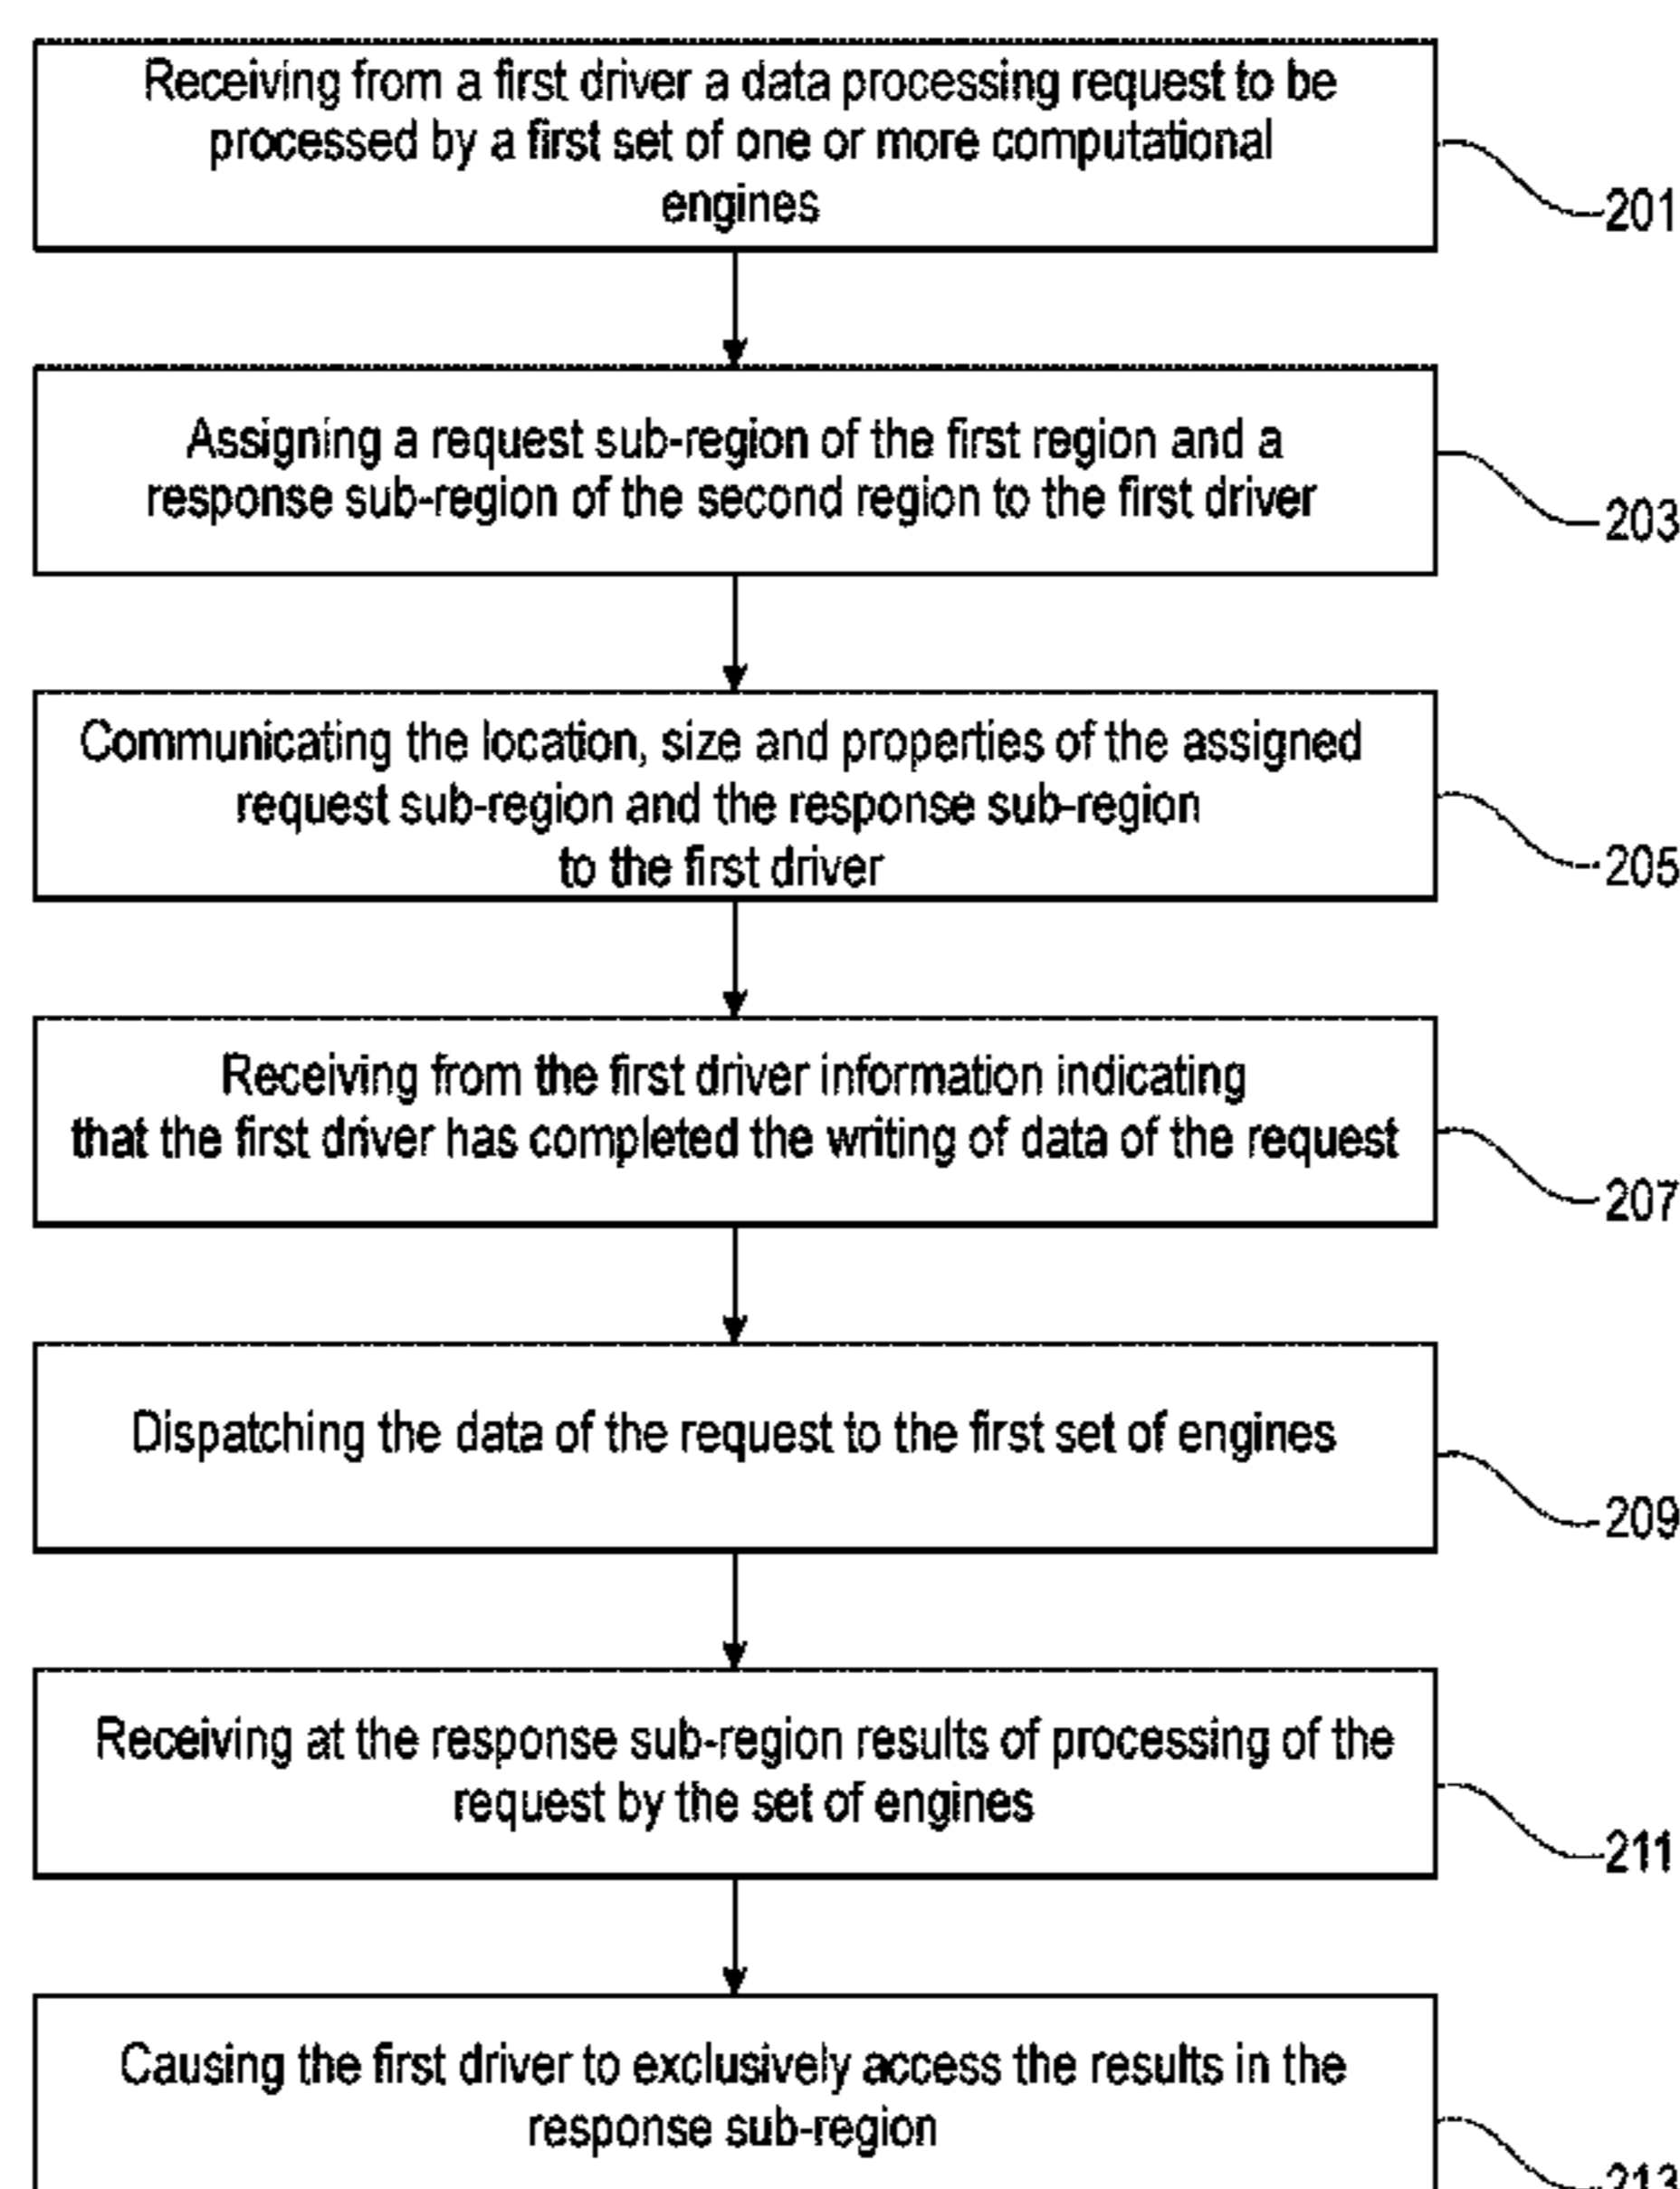 Receiving from a first driver a data processing request to be
processed by a first set of one or more computational
engines
201
Assigning a request sub-region of the first region and a
response sub-region of the second region to the first driver
203
Communicating the location, size and properties of the assigned
request sub-region and the response sub-region
to the first driver
205
Receiving from the first driver information indicating
that the first driver has completed the writing of data of the request
207
Dispatching the data of the request to the first set of engines
209
Receiving at the response sub-region results of processing of the
request by the set of engines
211
Causing the first driver to exclusively access the results in the
response sub-region
213